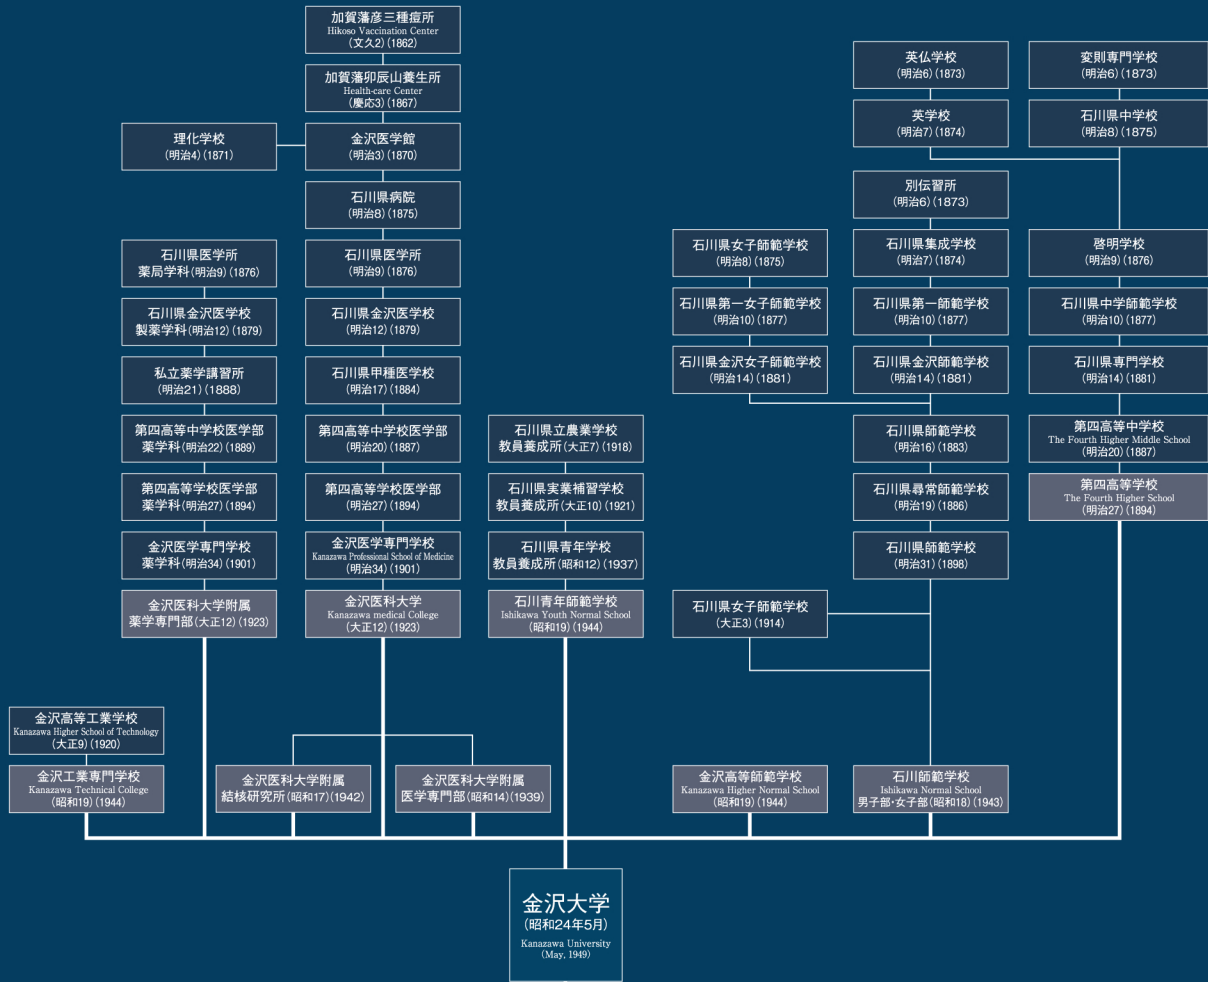 加賀藩彦三種痘所
Hikoso Vaccination Center
(文久2)(1862)
加賀藩卯辰山養生所
Health-care Center
(慶応3)(1867)
理化学校
(明治4)(1871)
金沢医学館
(明治3)(1870)
石川県病院
(明治8)(1875)
石川県医学所
薬局学科(明治9)(1876)
石川県医学所
(明治9)(1876)
石川県金沢医学校
製薬学科(明治12)(1879)
石川県金沢医学校
(明治12)(1879)
私立薬学講習所
(明治21)(1888)
石川県甲種医学校
(明治17)(1884)
第四高等中学校医学部
薬学科(明治22)(1889)
第四高等中学校医学部
(明治20)(1887)
第四高等学校医学部
薬学科(明治27)(1894)
第四高等学校医学部
(明治27)(1894)
金沢医学専門学校
薬学科(明治34)(1901)
金沢医学専門学校
Kanazawa Professional School of Medicine
(明治34)(1901)
金沢医科大学附属
薬学専門部(大正12)(1923)
金沢医科大学
Kanazawa medical College
(大正12)(1923)
石川県立農業学校
教員養成所(大正7)(1918)
石川県実業補習学校
教員養成所(大正10)(1921)
石川県青年学校
教員養成所(昭和12)(1937)
石川青年師範学校
Ishikawa Youth Normal School
(昭和19)(1944)
英仏学校
(明治6)(1873)
変則専門学校
(明治6)(1873)
英学校
(明治7)(1874)
石川県中学校
(明治8)(1875)
別伝習所
(明治6)(1873)
石川県女子師範学校
(明治8)(1875)
石川県集成学校
(明治7)(1874)
啓明学校
(明治9)(1876)
石川県第一女子師範学校
(明治10)(1877)
石川県第一師範学校
(明治10)(1877)
石川県中学師範学校
(明治10)(1877)
石川県金沢女子師範学校
(明治14)(1881)
石川県金沢師範学校
(明治14)(1881)
石川県専門学校
(明治14)(1881)
石川県師範学校
(明治16)(1883)
第四高等中学校
The Fourth Higher Middle School
(明治20)(1887)
石川県尋常師範学校
(明治19)(1886)
第四高等学校
The Fourth Higher School
(明治27)(1894)
石川県師範学校
(明治31)(1898)
石川県女子師範学校
(大正3)(1914)
金沢高等工業学校
Kanazawa Higher School of Technology
(大正9)(1920)
金沢工業専門学校
Kanazawa Technical College
(昭和19)(1944)
金沢医科大学附属
結核研究所(昭和17)(1942)
金沢医科大学附属
医学専門部(昭和14)(1939)
金沢高等師範学校
Kanazawa Higher Normal School
(昭和19)(1944)
石川師範学校
Ishikawa Normal School
男子部・女子部(昭和18)(1943)
金沢大学
(昭和24年5月)
Kanazawa University
(May, 1949)